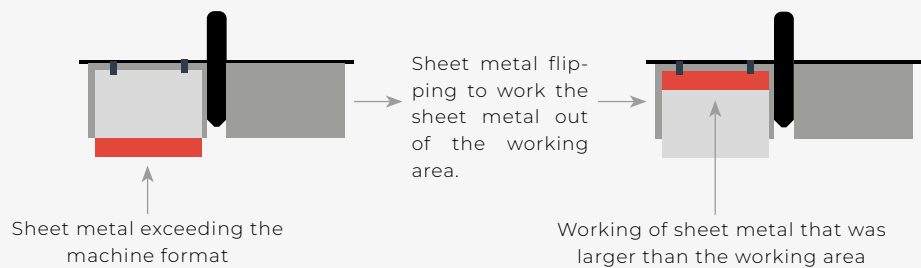 Sheet metal flip-
ping to work the
sheet metal out
of the working
area.
Sheet metal exceeding the
machine format
Working of sheet metal that was
larger than the working area